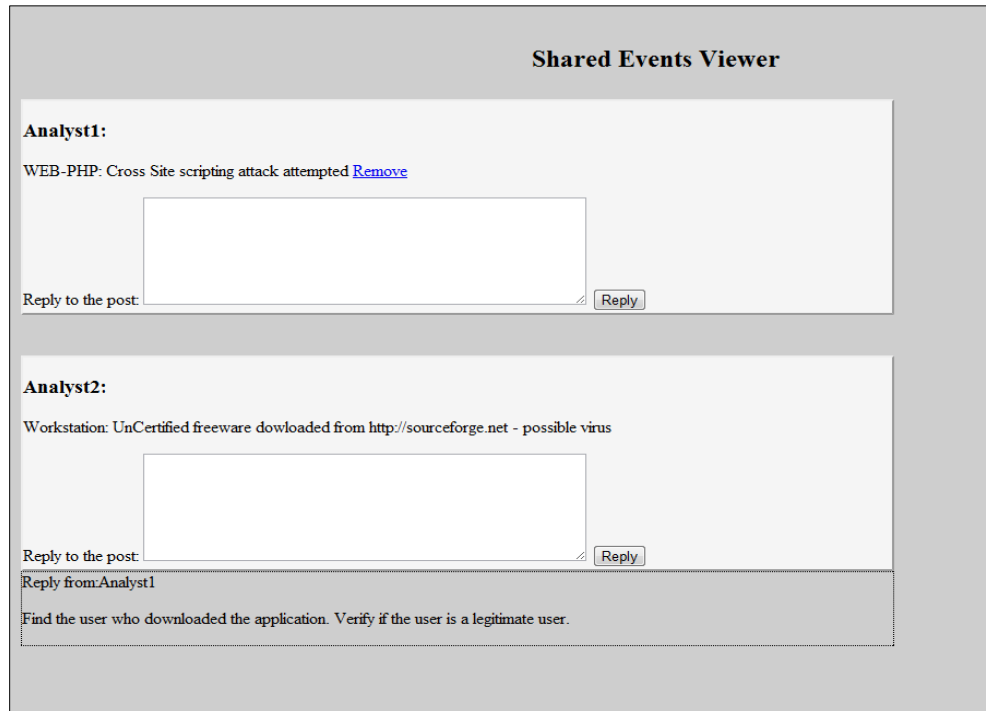 Shared Events Viewer
Analyst1:
WEB-PHP: Cross Site scripting attack attempted Remove
Reply to the post: Reply
Analyst2:
Workstation: UnCertified freeware dowloaded from http://sourceforge.net - possible virus
Reply to the post: Reply
Reply from:Analyst1
Find the user who downloaded the application. Verify if the user is a legitimate user.